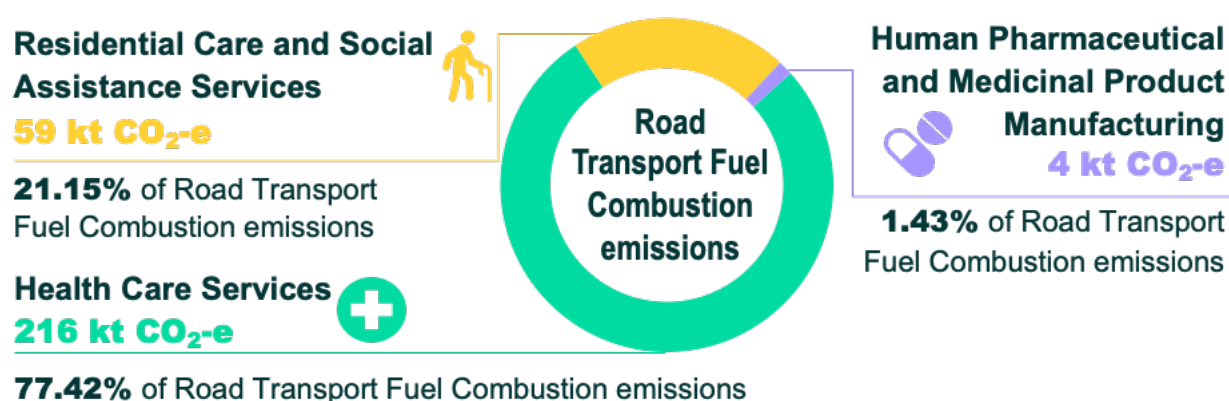 Residential Care and Social
Assistance Services
59 kt CO₂-e
21.15% of Road Transport
Fuel Combustion emissions
Health Care Services
216 kt CO₂-e
77.42% of Road Transport Fuel Combustion emissions
Road
Transport Fuel
Combustion
emissions
Human Pharmaceutical
and Medicinal Product
Manufacturing
4 kt CO₂-e
1.43% of Road Transport
Fuel Combustion emissions